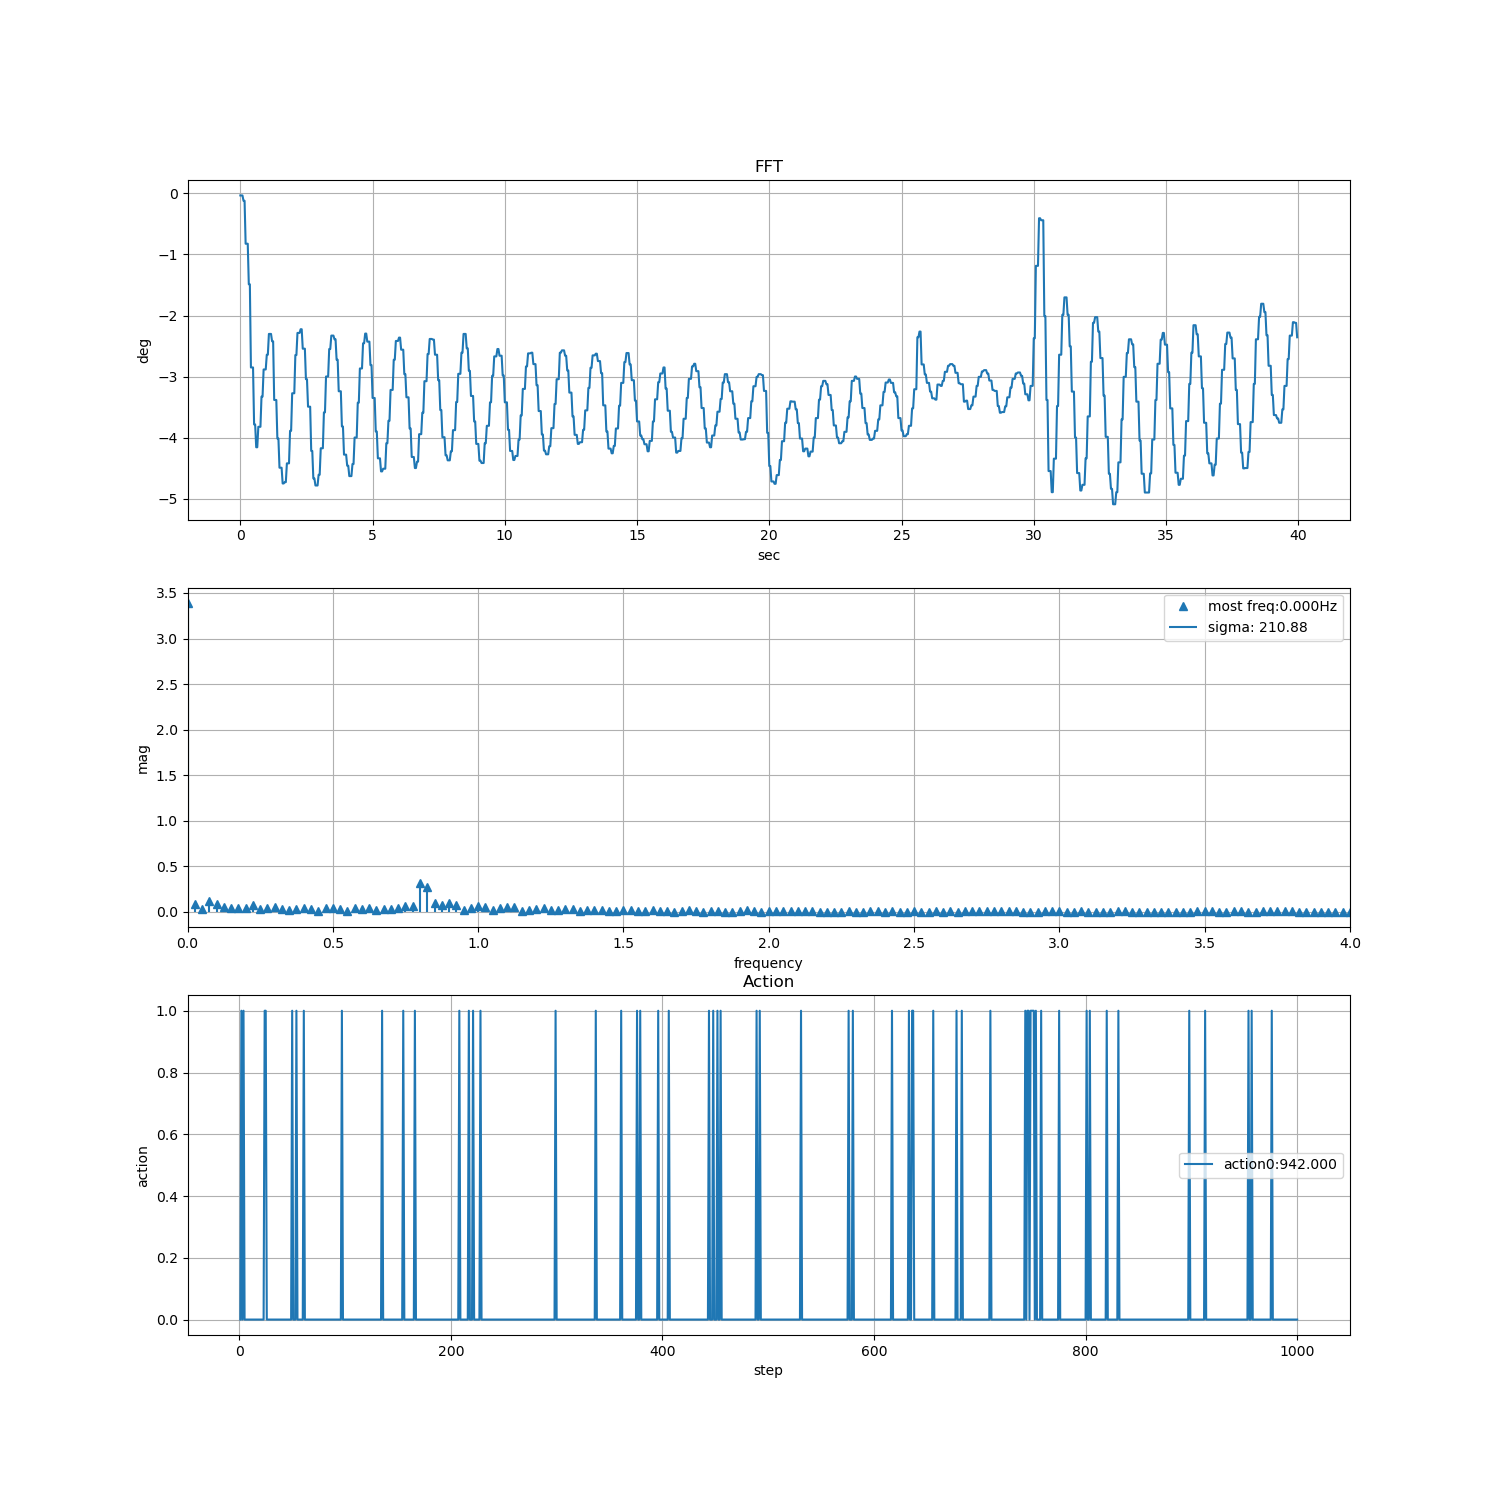 FFT
0
−1
−2
−3
−4
−5
deg
0 5 10 15 20 25 30 35 40
sec
3.5
3.0
2.5
2.0
1.5
1.0
0.5
0.0
mag
most freq:0.000Hz
sigma: 210.88
0.0 0.5 1.0 1.5 2.0 2.5 3.0 3.5 4.0
frequency
Action
1.0
0.8
0.6
0.4
0.2
0.0
action
action0:942.000
0 200 400 600 800 1000
step